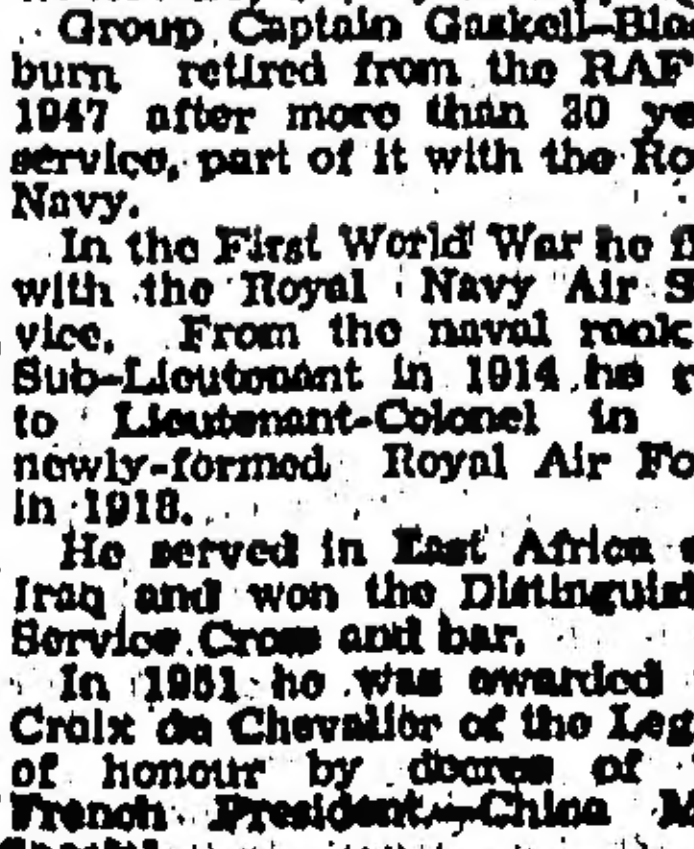 Group Captain Gaskell-Blac
burn retired from the RAF
1947 after more than 30 ye
service, part of it with the Ro
Navy.
In the First World War he fl
with the Royal Navy Air S
vice. From the naval rank
Sub-Lieutenant in 1914 he r
to Lieutenant-Colonel in
newly-formed Royal Air Fo
in 1918.
He served in East Africa a
Iraq and won the Distinguish
Service Cross and bar.
In 1951 he was awarded
Croix de Chevalier of the Leg
of honour by decree of
French President.—China M